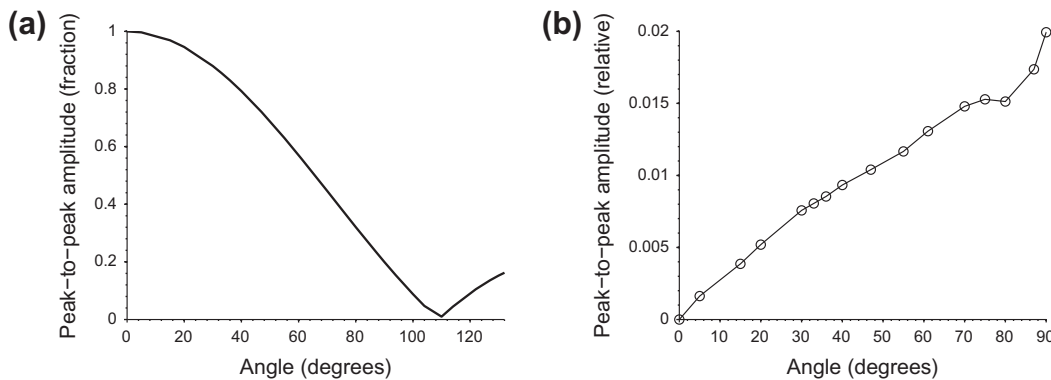 (a)
Peak−to−peak amplitude (fraction)
1
0.8
0.6
0.4
0.2
0
0 20 40 60 80 100 120
Angle (degrees)
(b)
Peak−to−peak amplitude (relative)
0.02
0.015
0.01
0.005
0
0 10 20 30 40 50 60 70 80 90
Angle (degrees)